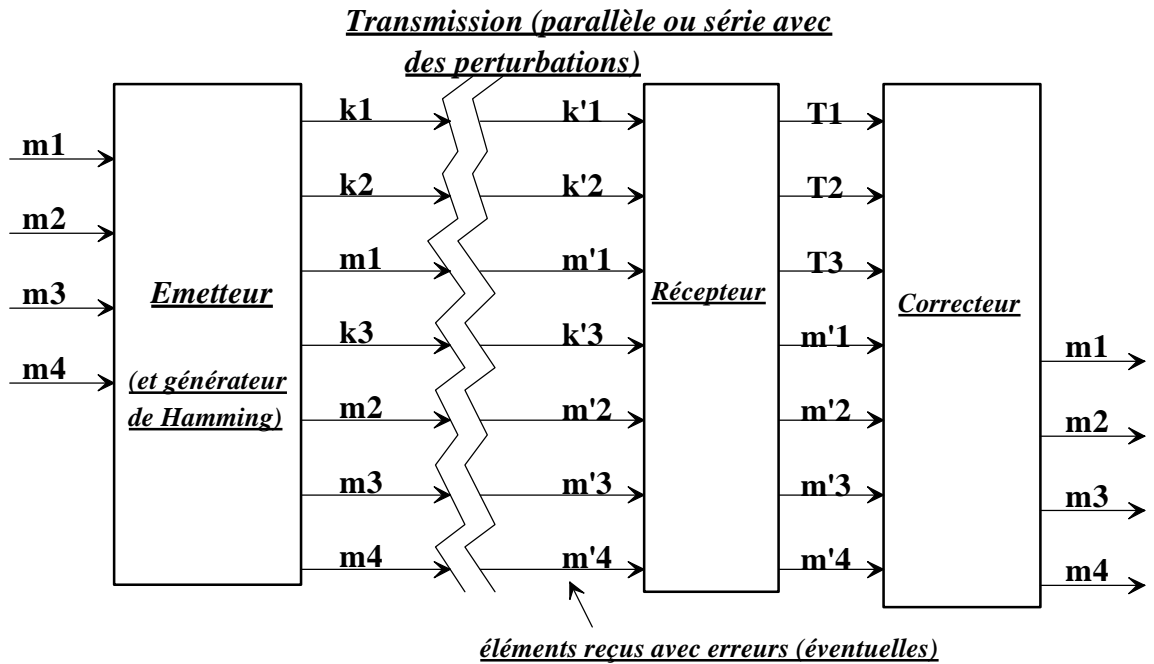 Transmission (parallèle ou série avec
des perturbations)
m1
m2
m3
m4
Emetteur
(et générateur
de Hamming)
k1
k2
m1
k3
m2
m3
m4
k'1
k'2
m'1
k'3
m'2
m'3
m'4
Récepteur
T1
T2
T3
m'1
m'2
m'3
m'4
Correcteur
m1
m2
m3
m4
éléments reçus avec erreurs (éventuelles)